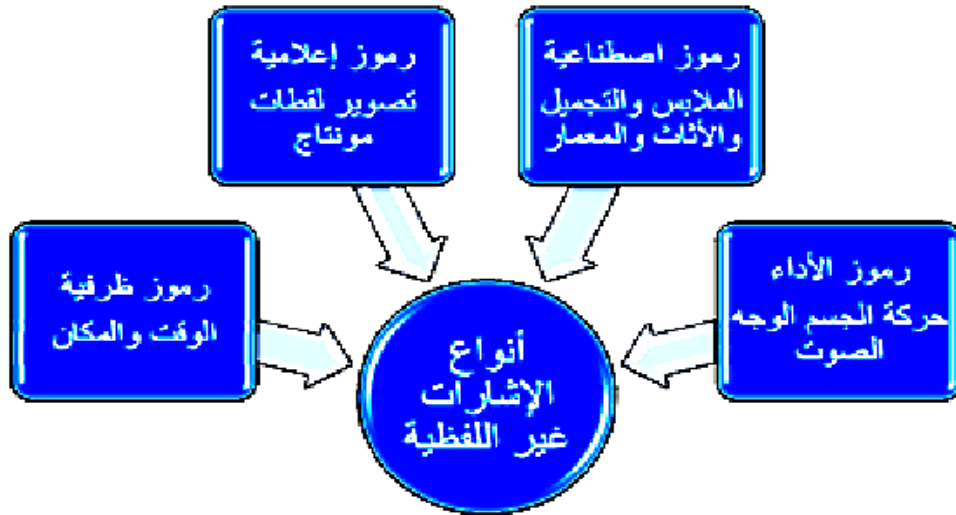 رموز الأداء
حركة الجسم الوجه
الصوت
رموز اصطناعية
الملابس والتجميل
والأثاث والمعمار
رموز إعلامية
تصوير لقطات
مونتاج
رموز ظرفية
الوقت والمكان
أنواع
الإشارات
غير اللفظية